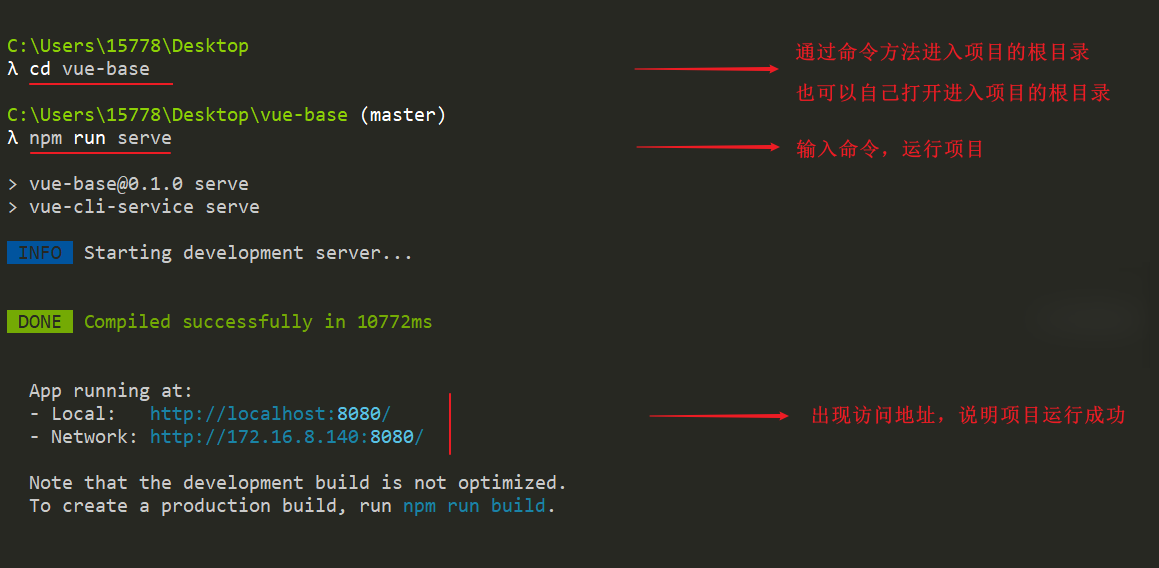 C:\Users\15778\Desktop
λ cd vue-base
通过命令方法进入项目的根目录
也可以自己打开进入项目的根目录
C:\Users\15778\Desktop\vue-base (master)
λ npm run serve
输入命令，运行项目
> vue-base@0.1.0 serve
> vue-cli-service serve
INFO Starting development server...
DONE Compiled successfully in 10772ms
App running at:
- Local: http://localhost:8080/
- Network: http://172.16.8.140:8080/
出现访问地址，说明项目运行成功
Note that the development build is not optimized.
To create a production build, run npm run build.